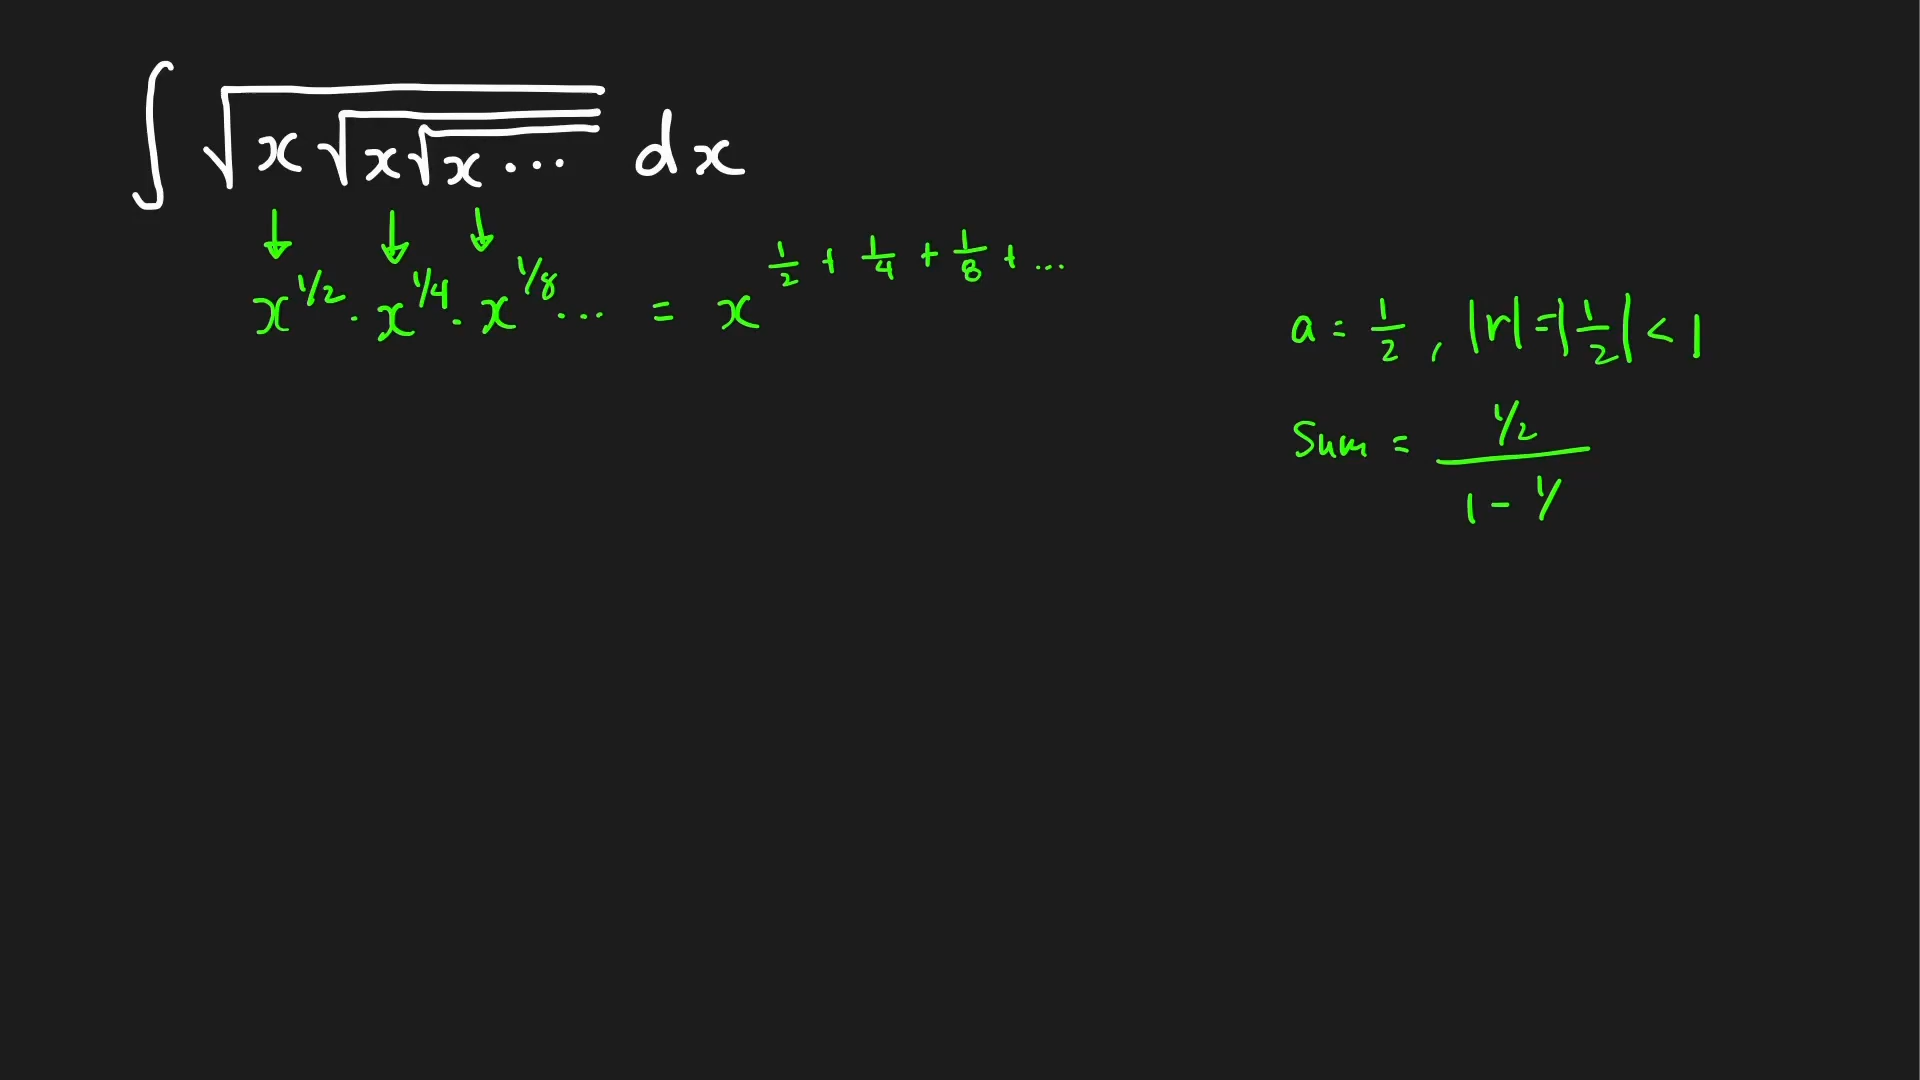 ∫ √(x√(x√(x ⋯))) dx
x^{1/2} · x^{1/4} · x^{1/8} ⋯ = x^{1/2 + 1/4 + 1/8 + ⋯}
a = 1/2, |r| = |1/2| < 1
Sum = (1/2)/(1 - 1/)